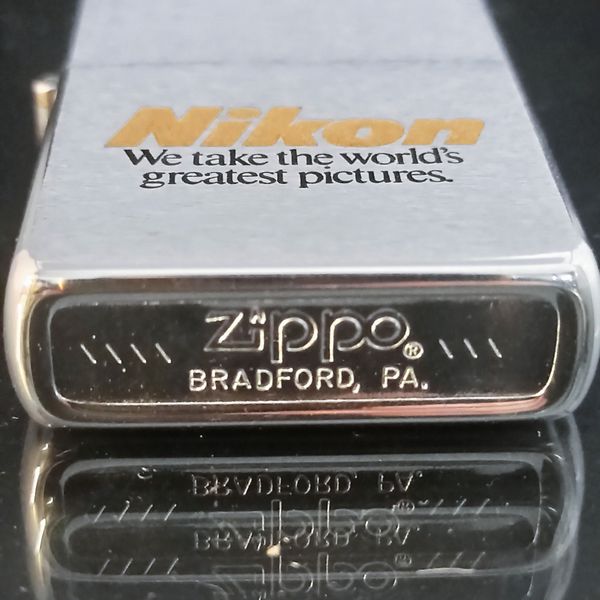 Nikon
We take the world's
greatest pictures.
\\\\ Zippo® \\\
BRADFORD, PA.